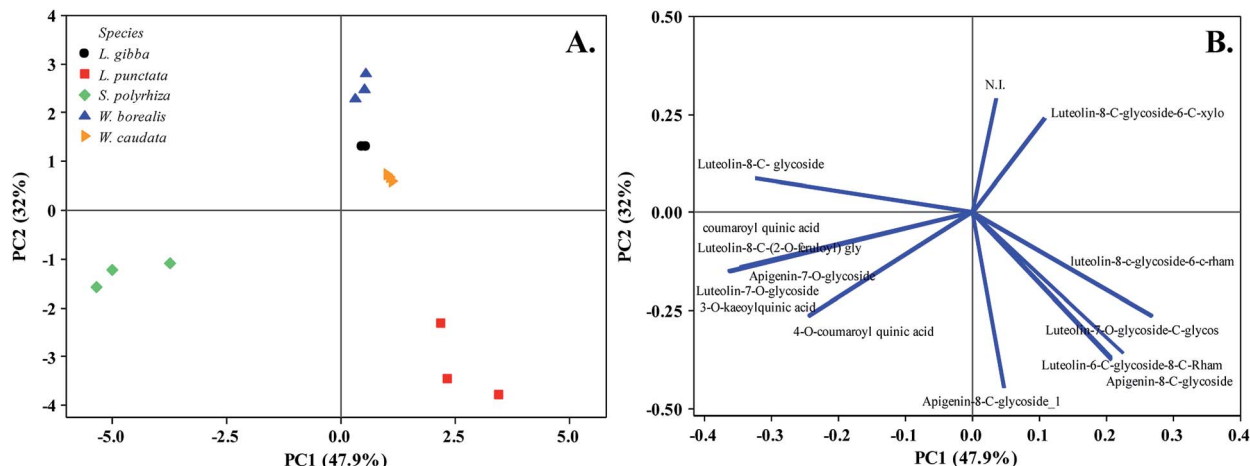 A.
Species
L. gibba
L. punctata
S. polyrhiza
W. borealis
W. caudata
4
3
2
1
0
-1
-2
-3
-4
PC2 (32%)
-5.0
-2.5
0.0
2.5
5.0
PC1 (47.9%)
B.
0.50
0.25
0.00
-0.25
-0.50
PC2 (32%)
N.I.
Luteolin-8-C-glycoside-6-C-xylo
Luteolin-8-C- glycoside
coumaroyl quinic acid
Luteolin-8-C-(2-O-feruloyl) gly
Apigenin-7-O-glycoside
Luteolin-7-O-glycoside
3-O-kaeoylquinic acid
4-O-coumaroyl quinic acid
luteolin-8-c-glycoside-6-c-rham
Luteolin-7-O-glycoside-C-glycos
Luteolin-6-C-glycoside-8-C-Rham
Apigenin-8-C-glycoside
Apigenin-8-C-glycoside_1
-0.4
-0.3
-0.2
-0.1
0.0
0.1
0.2
0.3
0.4
PC1 (47.9%)